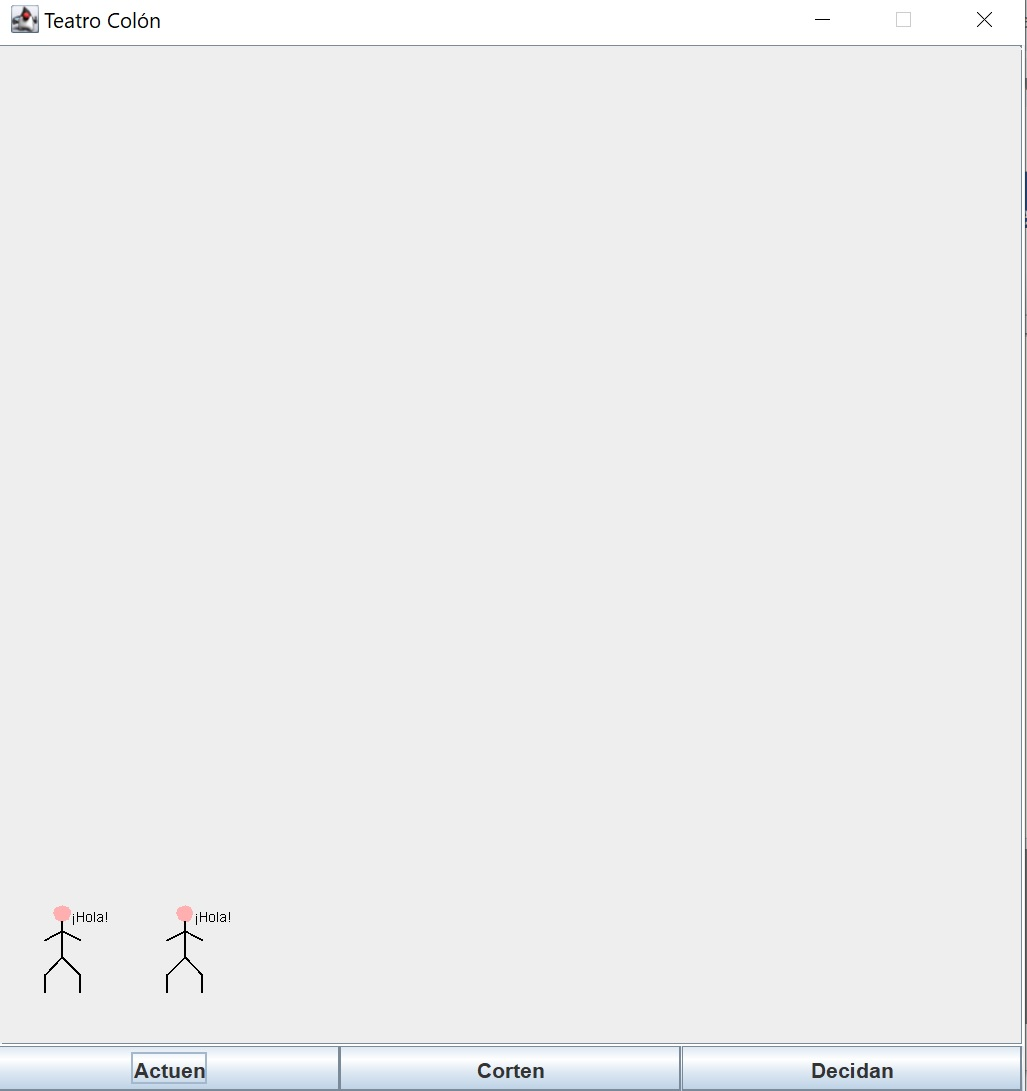 Teatro Colón
¡Hola! ¡Hola!
Actuen Corten Decidan